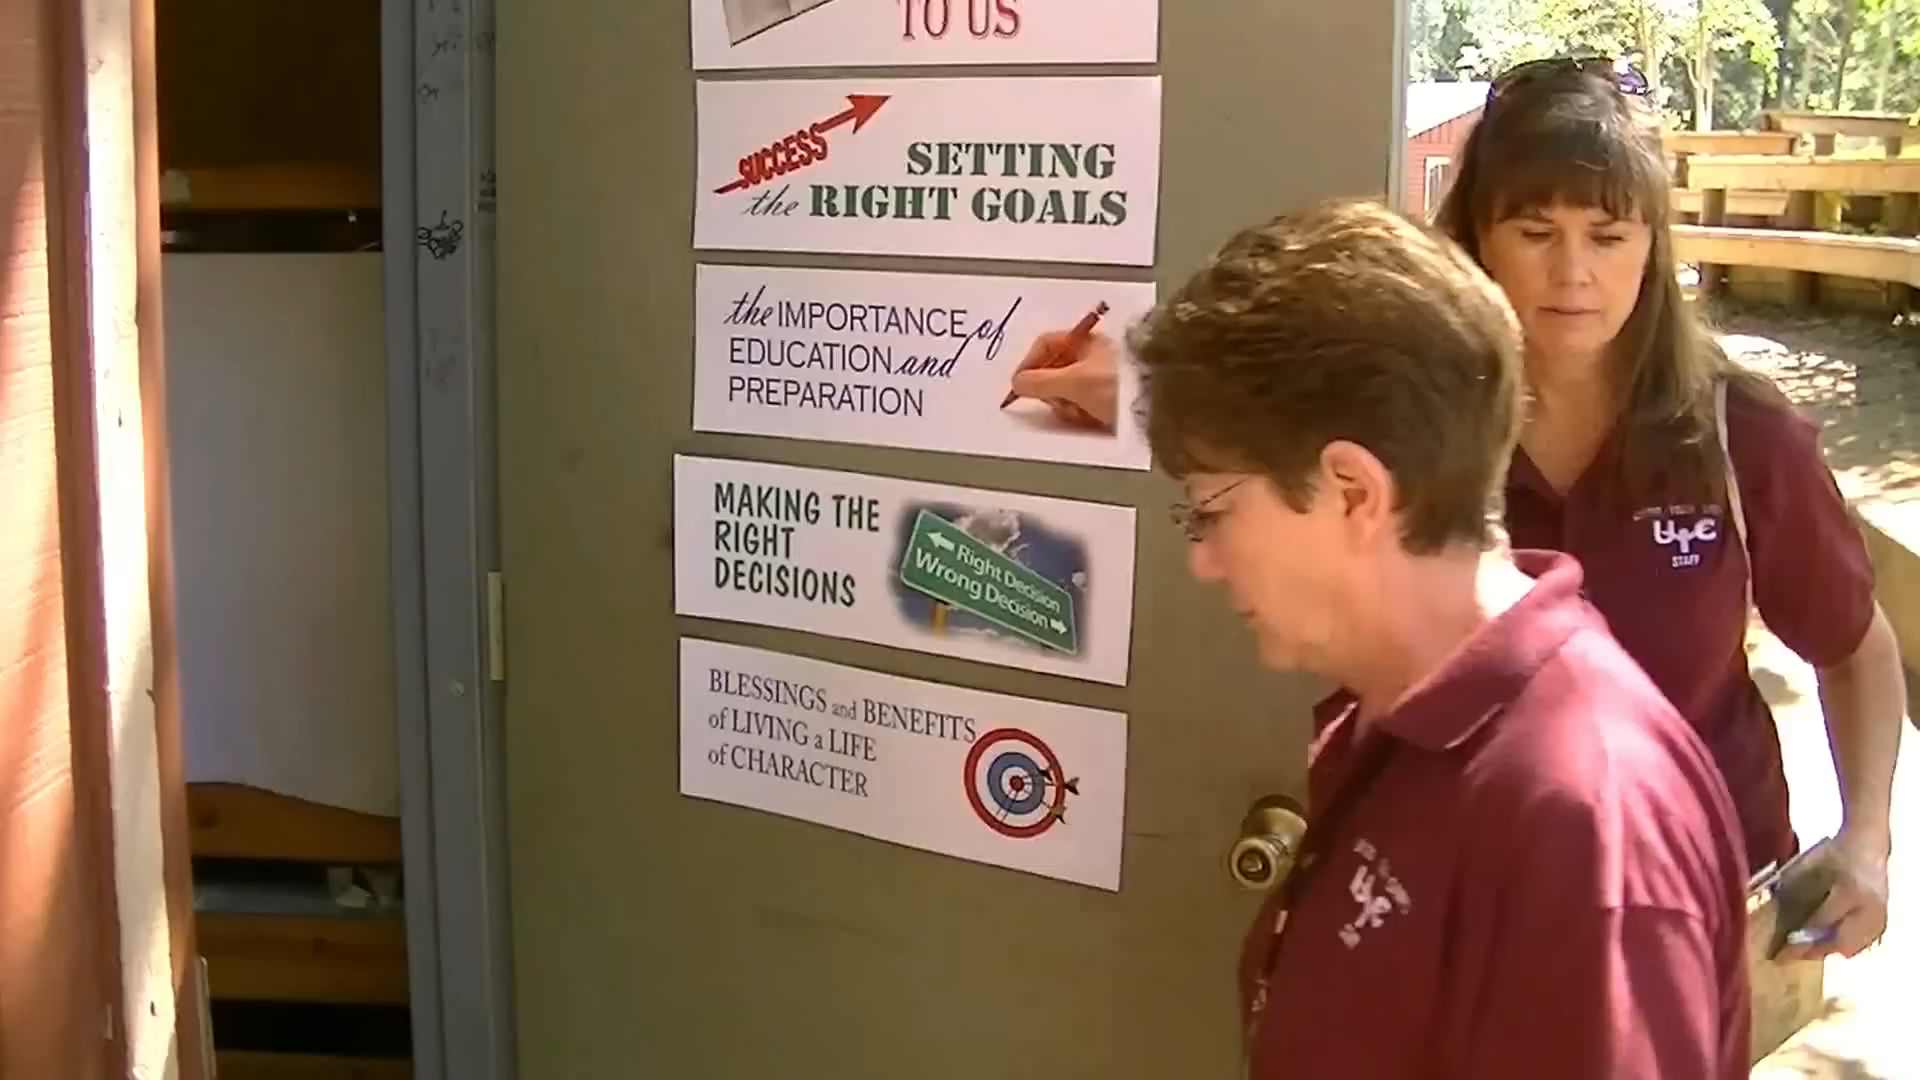 TO US
SUCCESS
SETTING
the RIGHT GOALS
the IMPORTANCE of
EDUCATION and
PREPARATION
MAKING THE
RIGHT
DECISIONS
Right Decision
Wrong Decision
BLESSINGS and BENEFITS
of LIVING a LIFE
of CHARACTER
STAFF